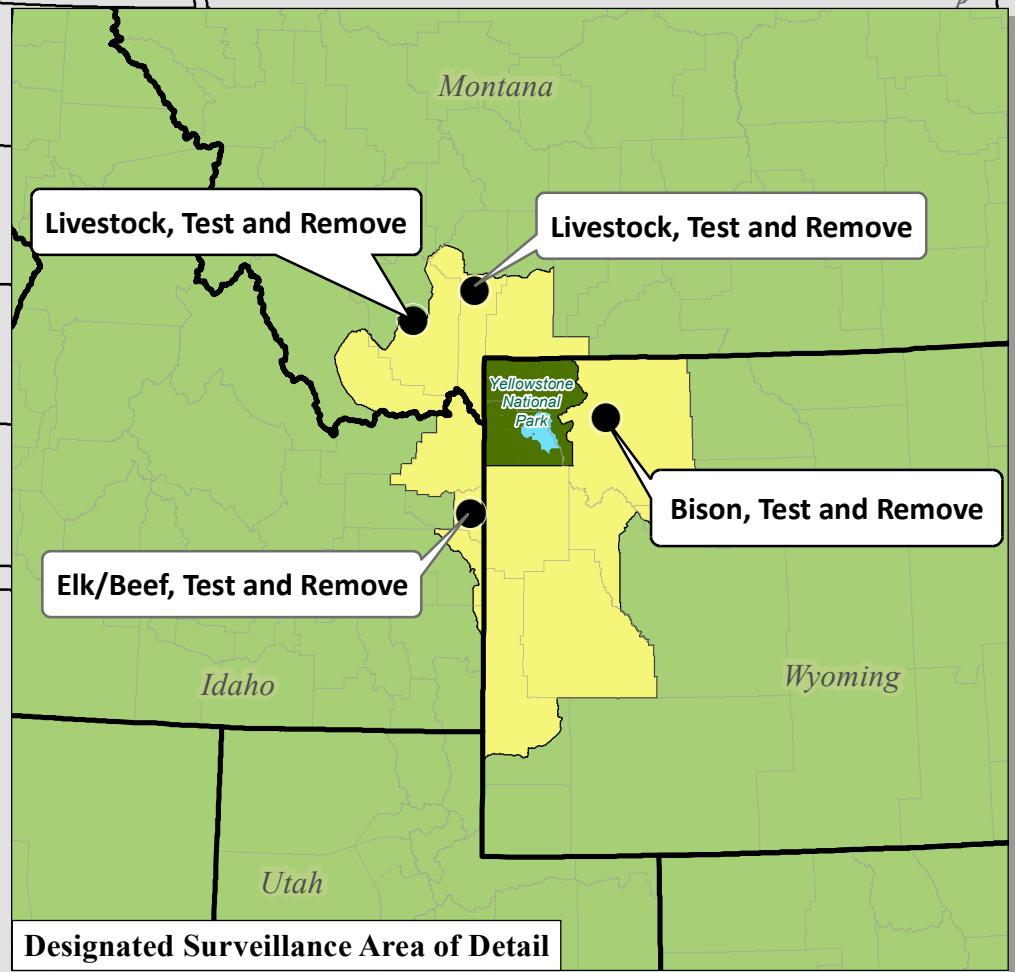 Montana
Livestock, Test and Remove
Livestock, Test and Remove
Yellowstone
National
Park
Bison, Test and Remove
Elk/Beef, Test and Remove
Idaho
Wyoming
Utah
Designated Surveillance Area of Detail